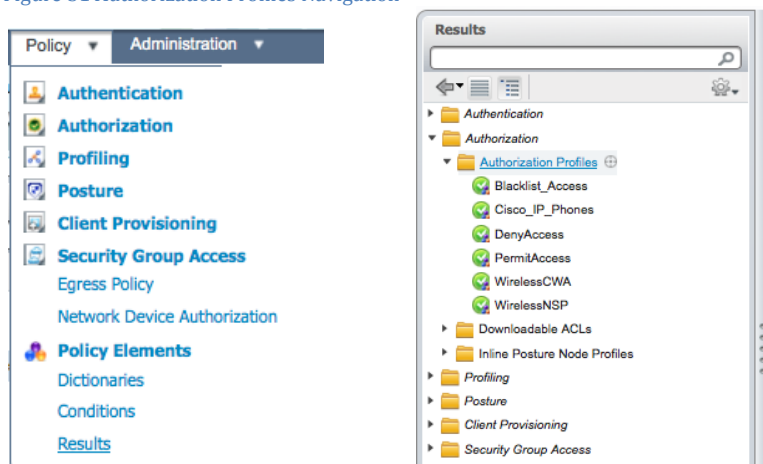 Policy ▼ Administration ▼
Authentication
Authorization
Profiling
Posture
Client Provisioning
Security Group Access
Egress Policy
Network Device Authorization
Policy Elements
Dictionaries
Conditions
Results
Results
Authentication
Authorization
Authorization Profiles
Blacklist_Access
Cisco_IP_Phones
DenyAccess
PermitAccess
WirelessCWA
WirelessNSP
Downloadable ACLs
Inline Posture Node Profiles
Profiling
Posture
Client Provisioning
Security Group Access